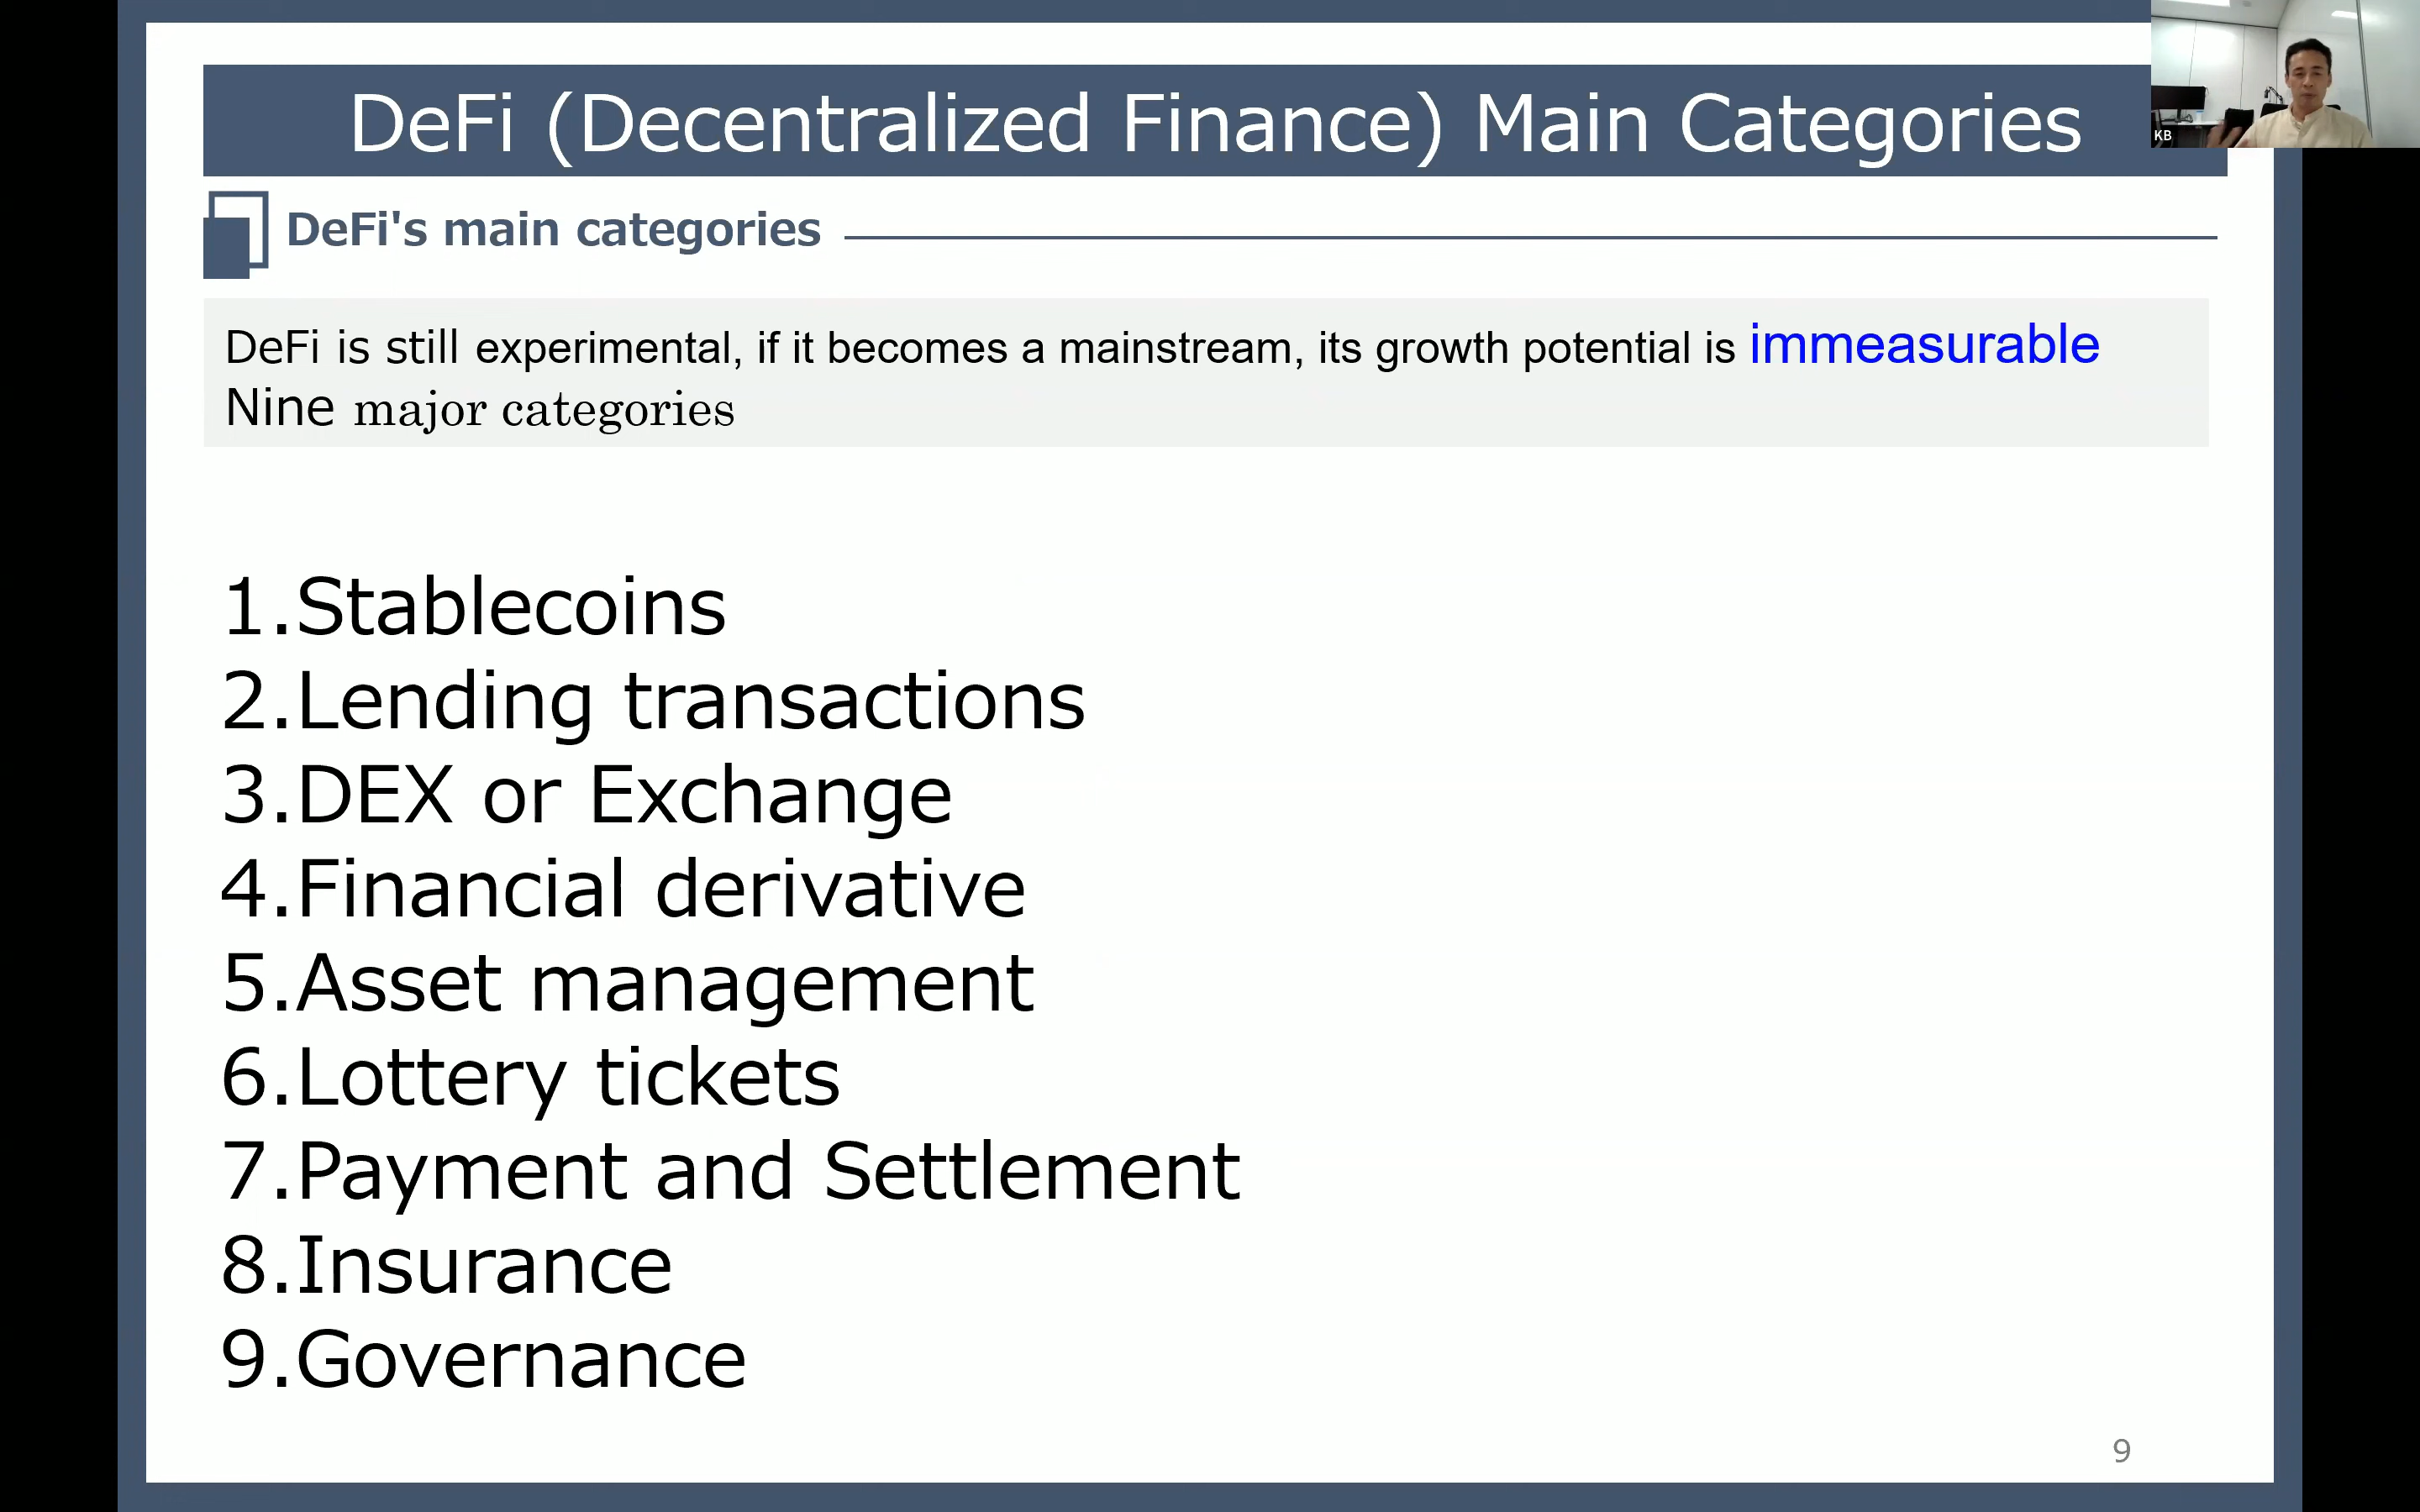 DeFi (Decentralized Finance) Main Categories
KB
DeFi's main categories
DeFi is still experimental, if it becomes a mainstream, its growth potential is immeasurable
Nine major categories
1.Stablecoins
2.Lending transactions
3.DEX or Exchange
4.Financial derivative
5.Asset management
6.Lottery tickets
7.Payment and Settlement
8.Insurance
9.Governance
9